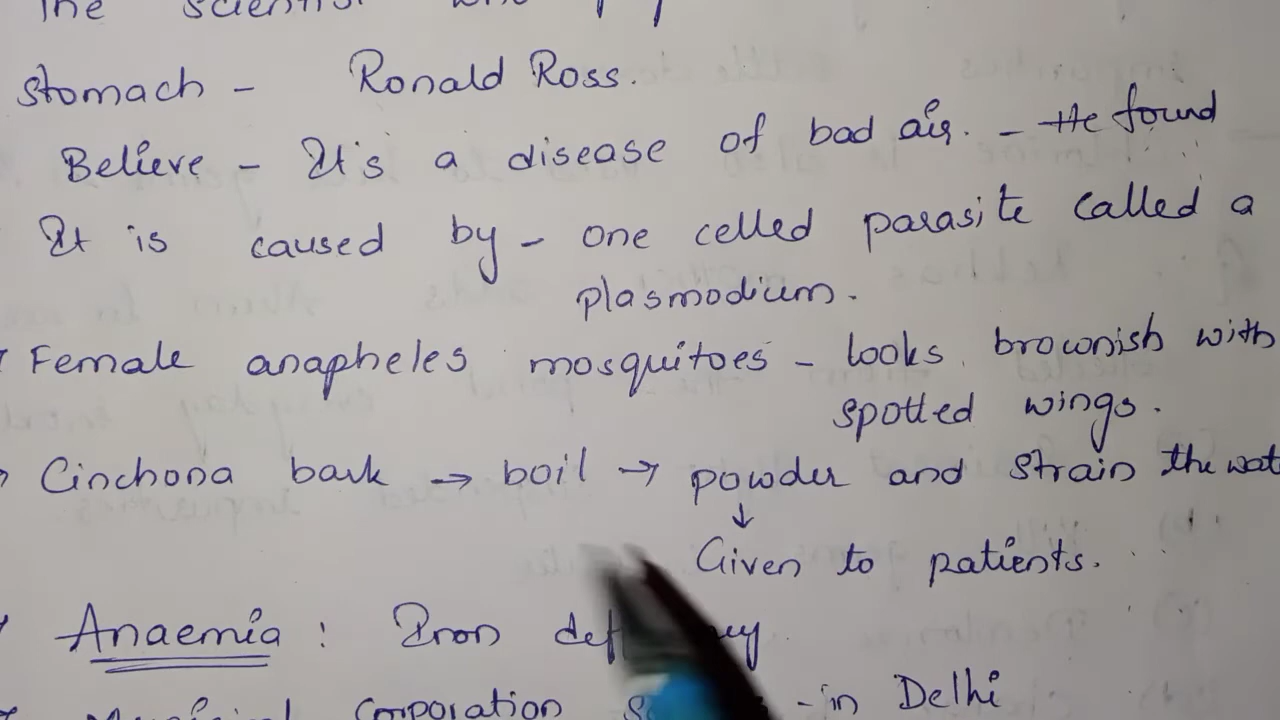 The scientist
Stomach - Ronald Ross.
Believe - It's a disease of bad air. - He found
It is caused by - one celled parasite called a
plasmodium.
Female anapheles mosquitoes - looks brownish with
spotted wings.
Cinchona bark → boil → powder and strain the wat
↓
Given to patients.
Anaemia : Iron
Corporation - in Delhi